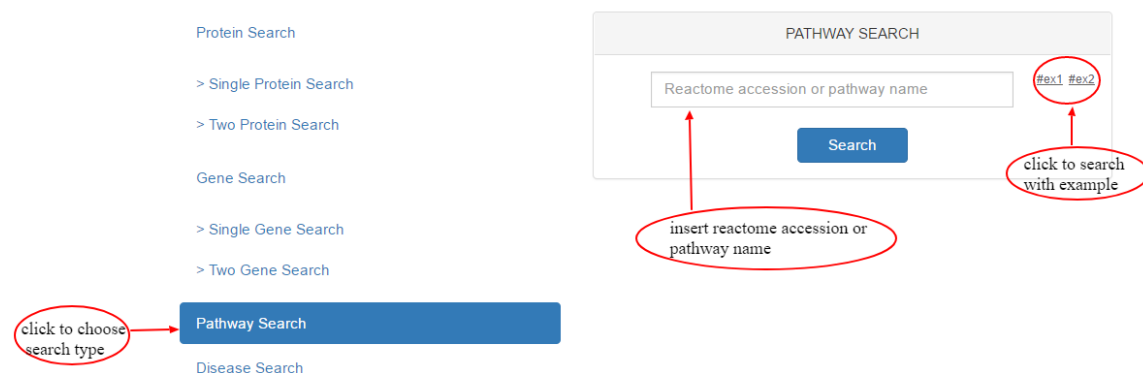 Protein Search
> Single Protein Search
> Two Protein Search
Gene Search
> Single Gene Search
> Two Gene Search
Pathway Search
Disease Search
click to choose
search type
PATHWAY SEARCH
Reactome accession or pathway name
#ex1 #ex2
Search
click to search
with example
insert reactome accession or
pathway name